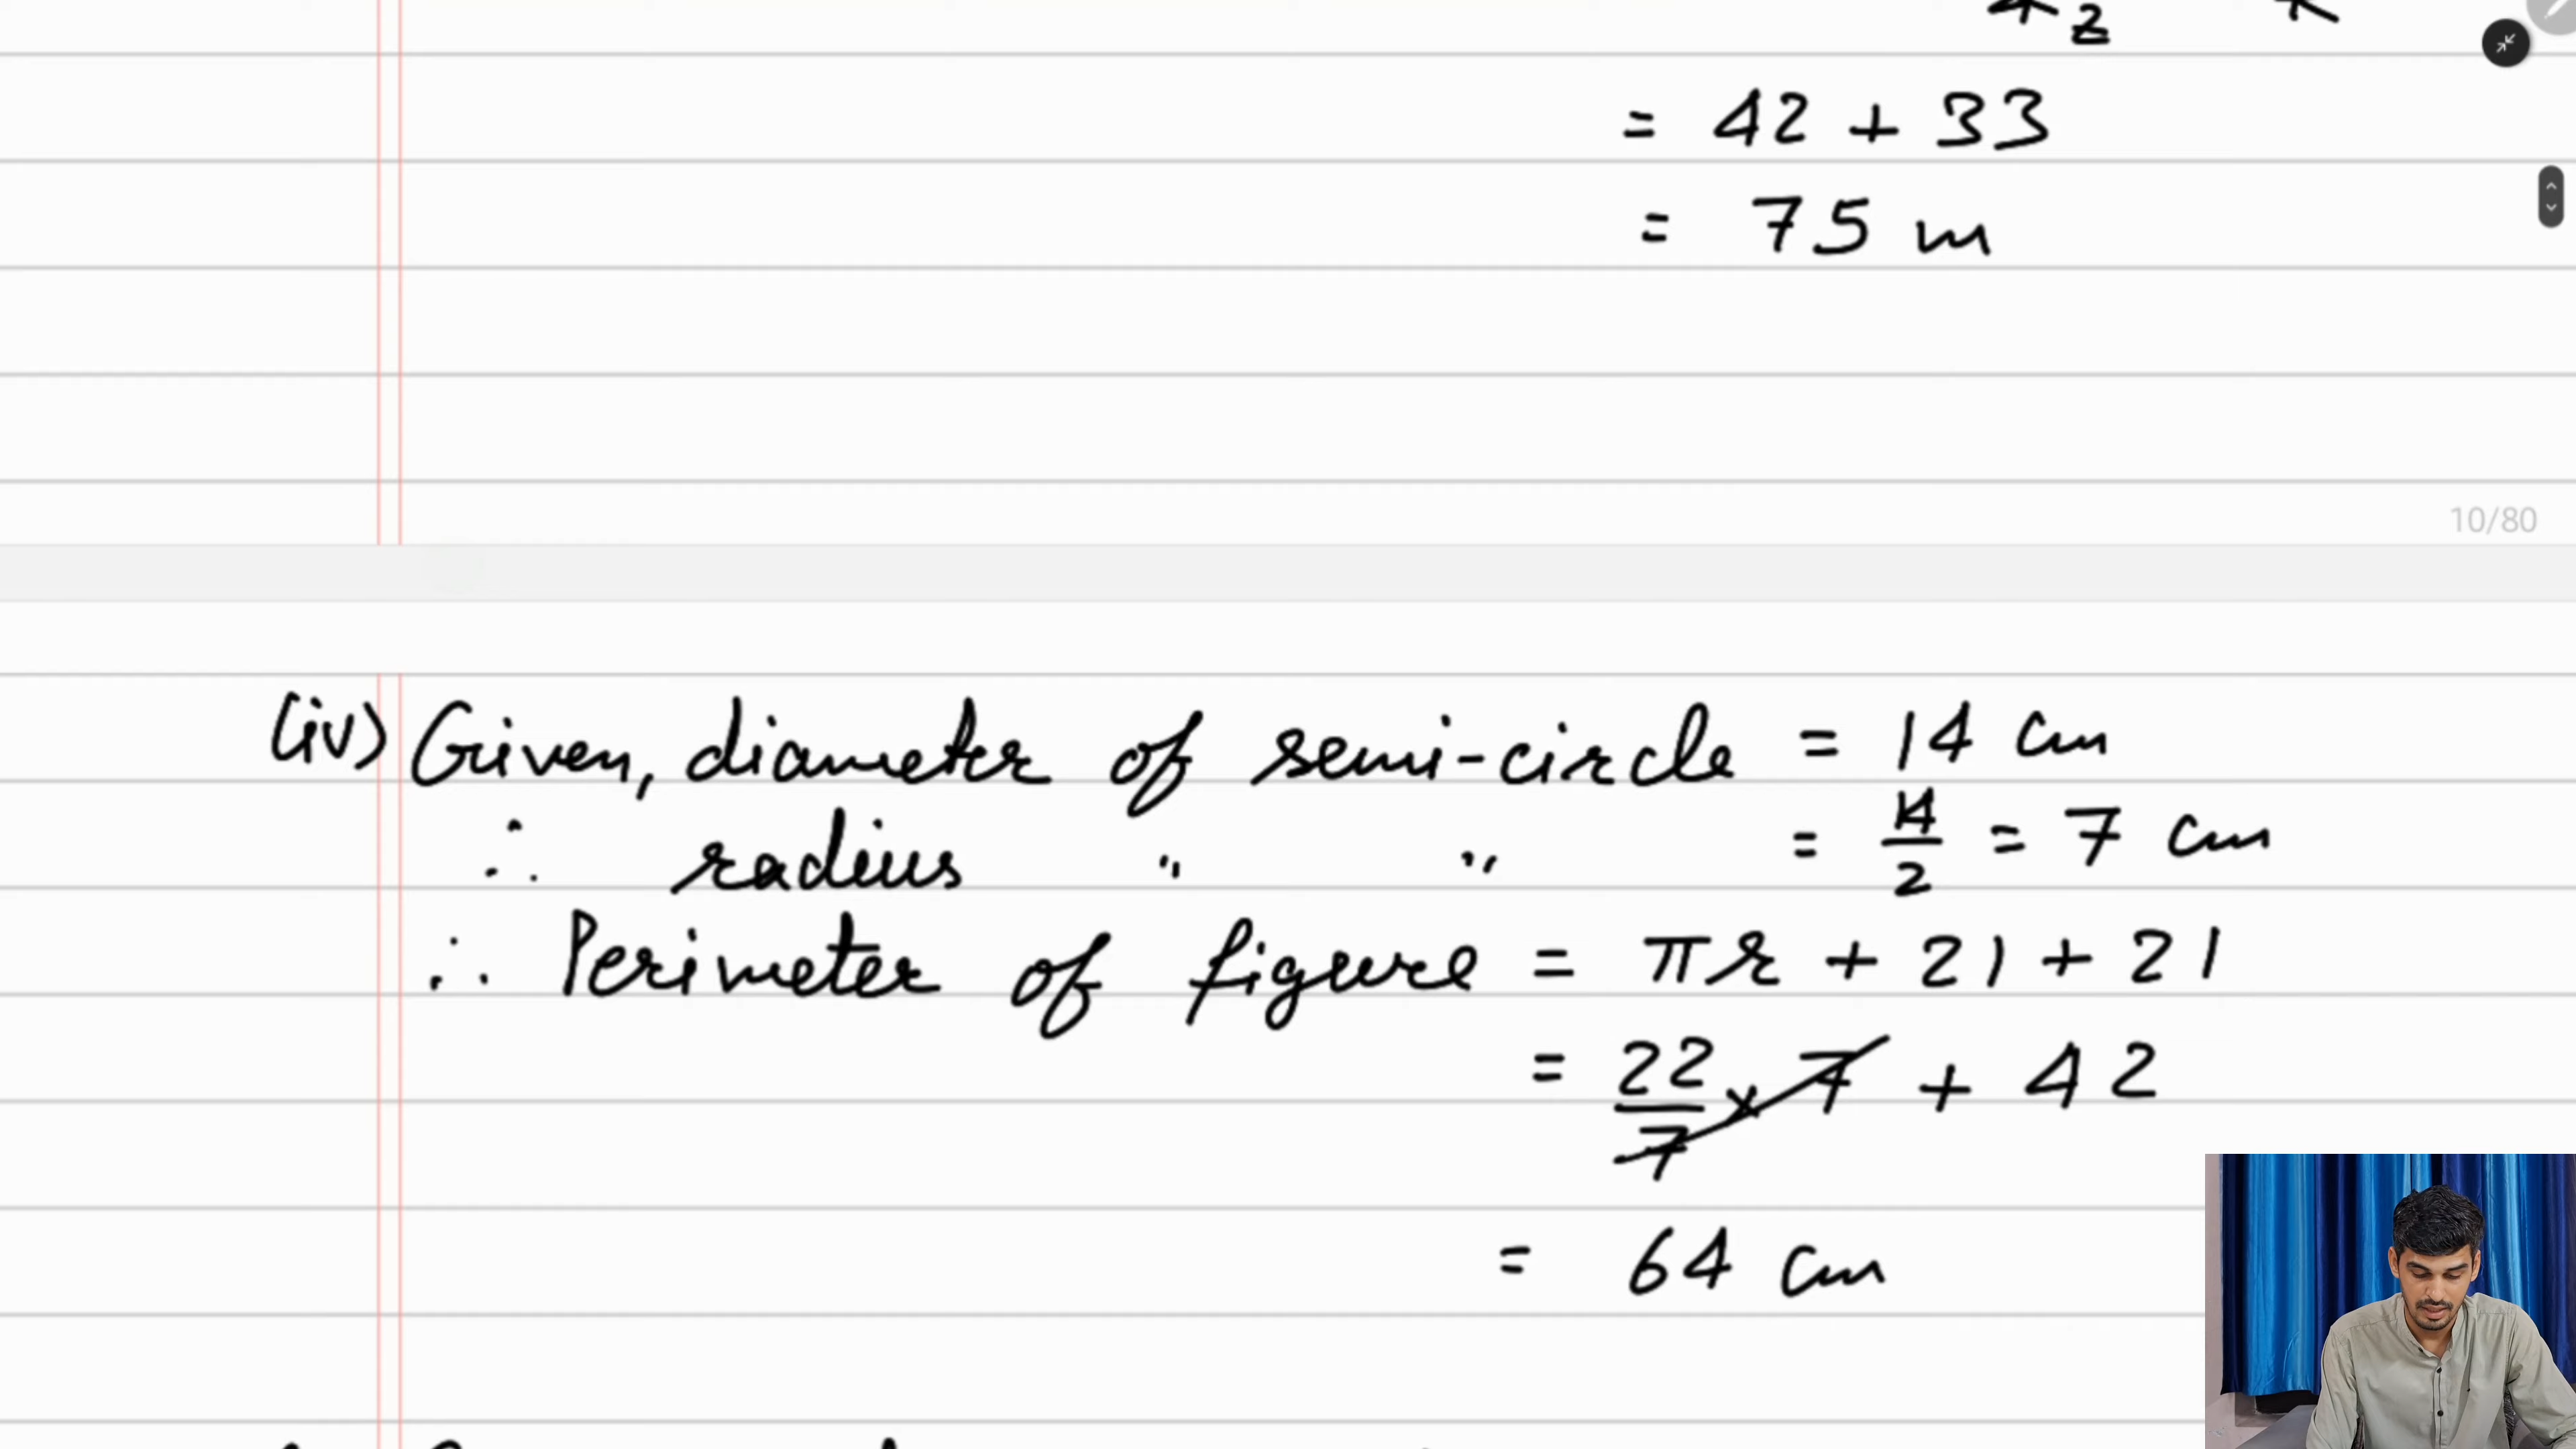 2
= 42 + 33
= 75 m
10/80
(iv) Given, diameter of semi-circle = 14 cm
∴ radius " " = 14/2 = 7 cm
∴ Perimeter of figure = πr + 21 + 21
= 22/7 × 7 + 42
= 64 cm